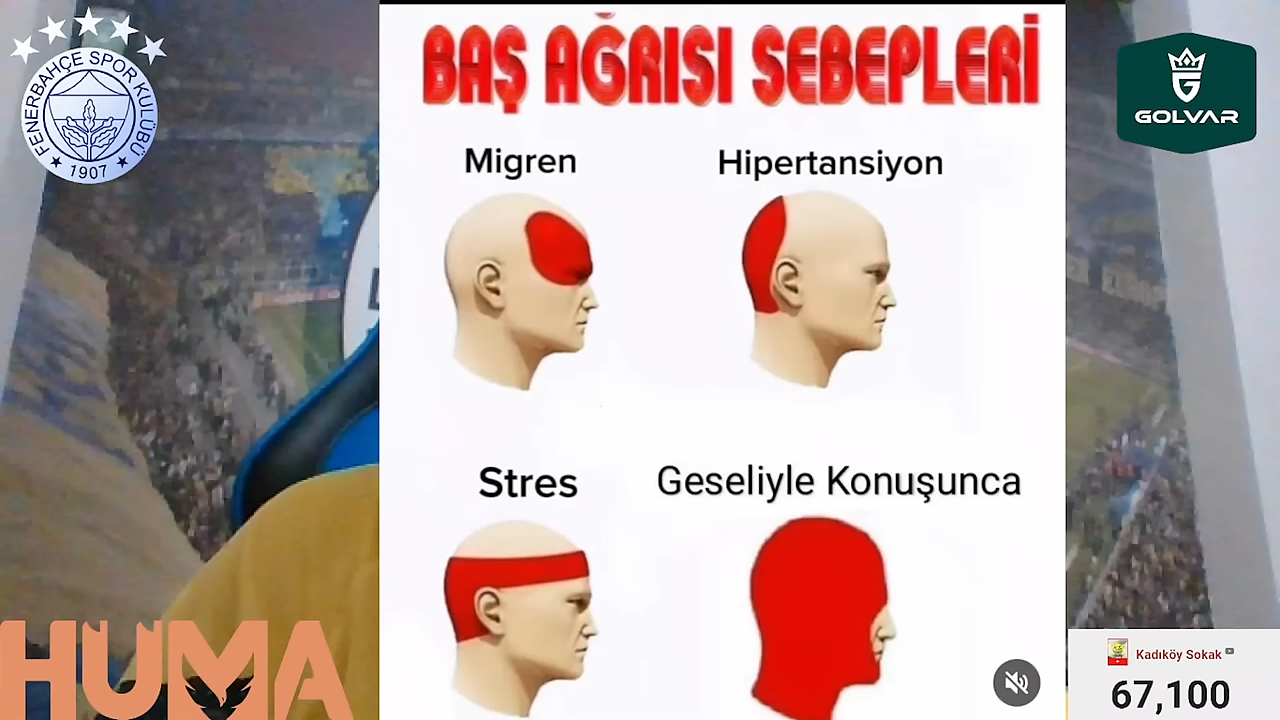 BAŞ AĞRISI SEBEPLERİ
FENERBAHÇE SPOR KULÜBÜ
★ 1907 ★
GOLVAR
Migren
Hipertansiyon
Stres
Geseliyle Konuşunca
HUMA
Kadıköy Sokak
67,100